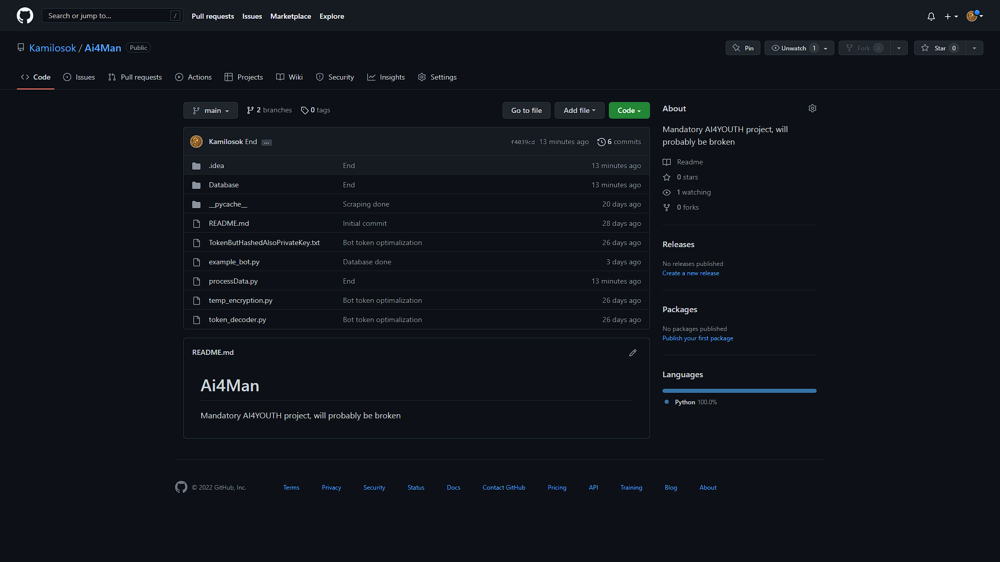 Search or jump to... /
Pull requests Issues Marketplace Explore
Kamilosok / Ai4Man Public
Pin Unwatch 1 Fork 0 Star 0
Code Issues Pull requests Actions Projects Wiki Security Insights Settings
main 2 branches 0 tags Go to file Add file Code
Kamilosok End ... f4039cd 13 minutes ago 6 commits
.idea End 13 minutes ago
Database End 13 minutes ago
__pycache__ Scraping done 20 days ago
README.md Initial commit 28 days ago
TokenButHashedAlsoPrivateKey.txt Bot token optimalization 26 days ago
example_bot.py Database done 3 days ago
processData.py End 13 minutes ago
temp_encryption.py Bot token optimalization 26 days ago
token_decoder.py Bot token optimalization 26 days ago
README.md
Ai4Man
Mandatory AI4YOUTH project, will probably be broken
About
Mandatory AI4YOUTH project, will
probably be broken
Readme
0 stars
1 watching
0 forks
Releases
No releases published
Create a new release
Packages
No packages published
Publish your first package
Languages
Python 100.0%
© 2022 GitHub, Inc. Terms Privacy Security Status Docs Contact GitHub Pricing API Training Blog About